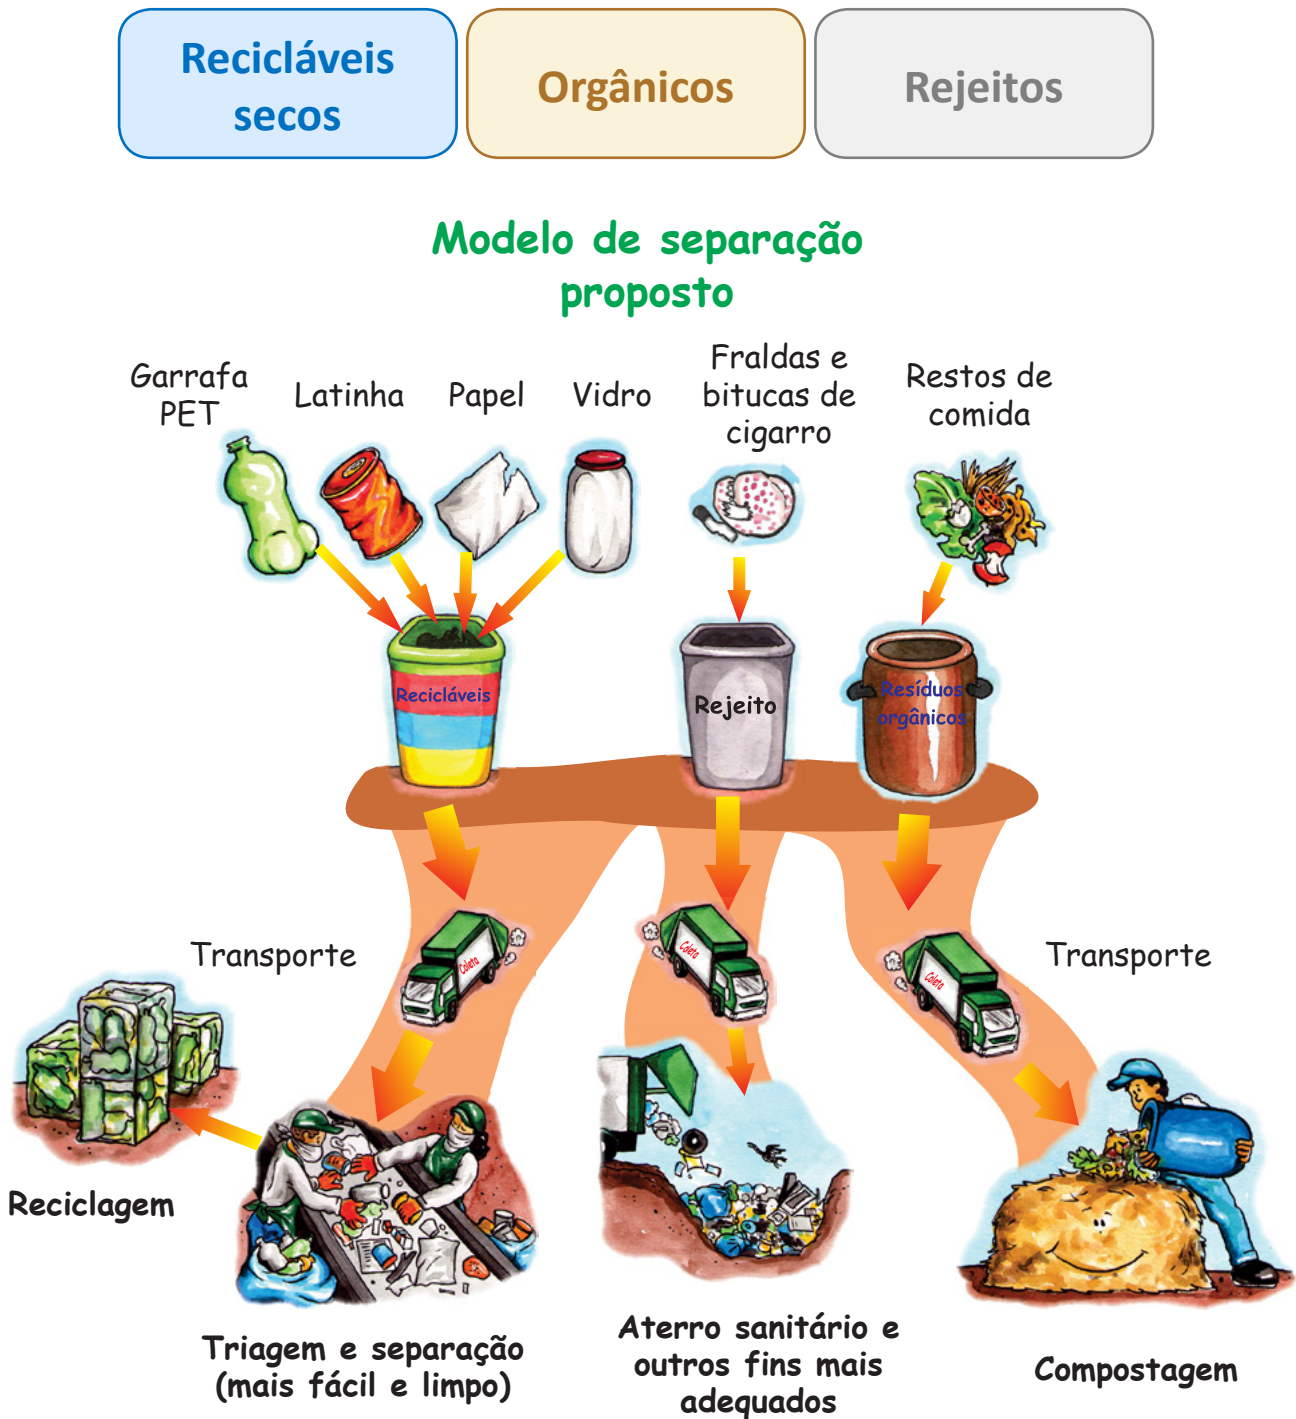 Recicláveis
secos
Orgânicos
Rejeitos
Modelo de separação
proposto
Garrafa
PET
Latinha
Papel
Vidro
Fraldas e
bitucas de
cigarro
Restos de
comida
Recicláveis
Rejeito
Resíduos
orgânicos
Transporte
Coleta
Coleta
Coleta
Transporte
Reciclagem
Triagem e separação
(mais fácil e limpo)
Aterro sanitário e
outros fins mais
adequados
Compostagem